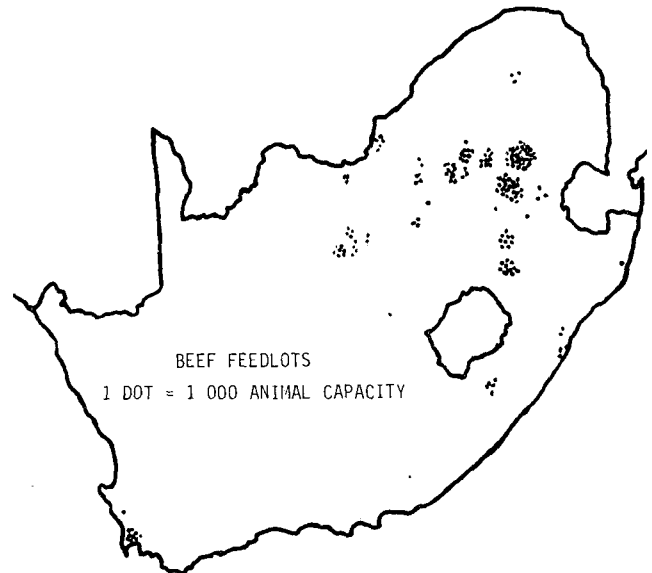 BEEF FEEDLOTS
1 DOT = 1 000 ANIMAL CAPACITY